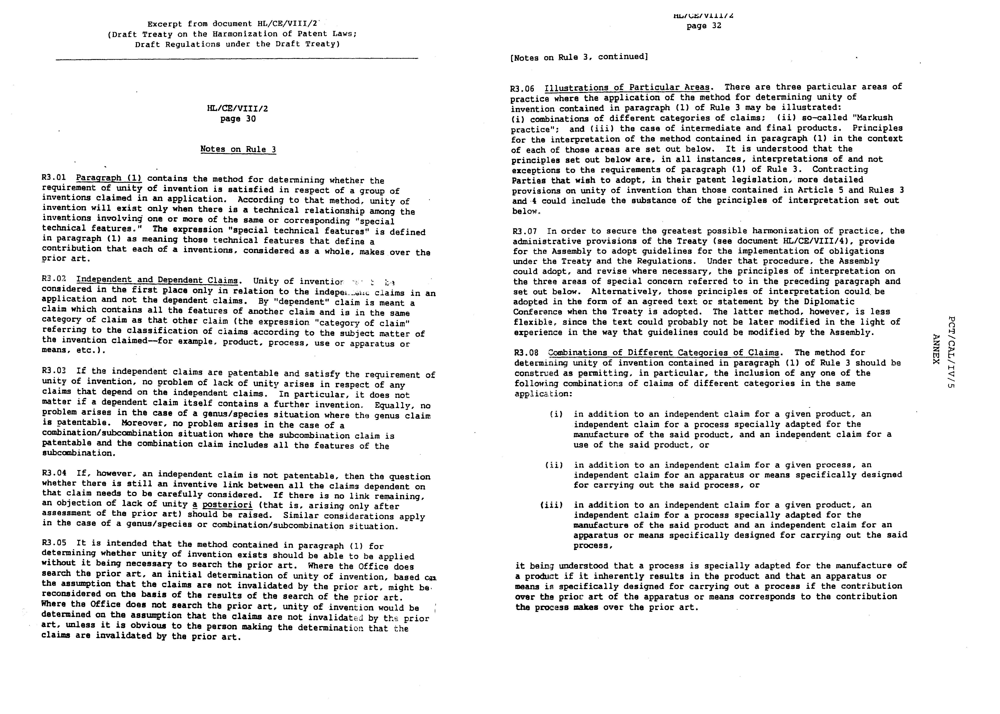 Excerpt from document HL/CE/VIII/2
(Draft Treaty on the Harmonization of Patent Laws;
Draft Regulations under the Draft Treaty)
HL/CE/VIII/2
page 30
Notes on Rule 3
R3.01 Paragraph (1) contains the method for determining whether the
requirement of unity of invention is satisfied in respect of a group of
inventions claimed in an application. According to that method, unity of
invention will exist only when there is a technical relationship among the
inventions involving one or more of the same or corresponding "special
technical features." The expression "special technical features" is defined
in paragraph (1) as meaning those technical features that define a
contribution that each of a inventions, considered as a whole, makes over the
prior art.
R3.02 Independent and Dependent Claims. Unity of invention
considered in the first place only in relation to the independent claims in an
application and not the dependent claims. By "dependent" claim is meant a
claim which contains all the features of another claim and is in the same
category of claim as that other claim (the expression "category of claim"
referring to the classification of claims according to the subject matter of
the invention claimed--for example, product, process, use or apparatus or
means, etc.).
R3.03 If the independent claims are patentable and satisfy the requirement of
unity of invention, no problem of lack of unity arises in respect of any
claims that depend on the independent claims. In particular, it does not
matter if a dependent claim itself contains a further invention. Equally, no
problem arises in the case of a genus/species situation where the genus claim
is patentable. Moreover, no problem arises in the case of a
combination/subcombination situation where the subcombination claim is
patentable and the combination claim includes all the features of the
subcombination.
R3.04 If, however, an independent claim is not patentable, then the question
whether there is still an inventive link between all the claims dependent on
that claim needs to be carefully considered. If there is no link remaining,
an objection of lack of unity a posteriori (that is, arising only after
assessment of the prior art) should be raised. Similar considerations apply
in the case of a genus/species or combination/subcombination situation.
R3.05 It is intended that the method contained in paragraph (1) for
determining whether unity of invention exists should be able to be applied
without it being necessary to search the prior art. Where the Office does
search the prior art, an initial determination of unity of invention, based on
the assumption that the claims are not invalidated by the prior art, might be
reconsidered on the basis of the results of the search of the prior art.
Where the Office does not search the prior art, unity of invention would be
determined on the assumption that the claims are not invalidated by the prior
art, unless it is obvious to the person making the determination that the
claims are invalidated by the prior art.
HL/CE/VIII/2
page 32
[Notes on Rule 3, continued]
R3.06 Illustrations of Particular Areas. There are three particular areas of
practice where the application of the method for determining unity of
invention contained in paragraph (1) of Rule 3 may be illustrated:
(i) combinations of different categories of claims; (ii) so-called "Markush
practice"; and (iii) the case of intermediate and final products. Principles
for the interpretation of the method contained in paragraph (1) in the context
of each of those areas are set out below. It is understood that the
principles set out below are, in all instances, interpretations of and not
exceptions to the requirements of paragraph (1) of Rule 3. Contracting
Parties that wish to adopt, in their patent legislation, more detailed
provisions on unity of invention than those contained in Article 5 and Rules 3
and 4 could include the substance of the principles of interpretation set out
below.
R3.07 In order to secure the greatest possible harmonization of practice, the
administrative provisions of the Treaty (see document HL/CE/VIII/4), provide
for the Assembly to adopt guidelines for the implementation of obligations
under the Treaty and the Regulations. Under that procedure, the Assembly
could adopt, and revise where necessary, the principles of interpretation on
the three areas of special concern referred to in the preceding paragraph and
set out below. Alternatively, those principles of interpretation could be
adopted in the form of an agreed text or statement by the Diplomatic
Conference when the Treaty is adopted. The latter method, however, is less
flexible, since the text could probably not be later modified in the light of
experience in the way that guidelines could be modified by the Assembly.
R3.08 Combinations of Different Categories of Claims. The method for
determining unity of invention contained in paragraph (1) of Rule 3 should be
construed as permitting, in particular, the inclusion of any one of the
following combinations of claims of different categories in the same
application:
(i) in addition to an independent claim for a given product, an
independent claim for a process specially adapted for the
manufacture of the said product, and an independent claim for a
use of the said product, or
(ii) in addition to an independent claim for a given process, an
independent claim for an apparatus or means specifically designed
for carrying out the said process, or
(iii) in addition to an independent claim for a given product, an
independent claim for a process specially adapted for the
manufacture of the said product and an independent claim for an
apparatus or means specifically designed for carrying out the said
process,
it being understood that a process is specially adapted for the manufacture of
a product if it inherently results in the product and that an apparatus or
means is specifically designed for carrying out a process if the contribution
over the prior art of the apparatus or means corresponds to the contribution
the process makes over the prior art.
PCT/CAL/IV/5
ANNEX